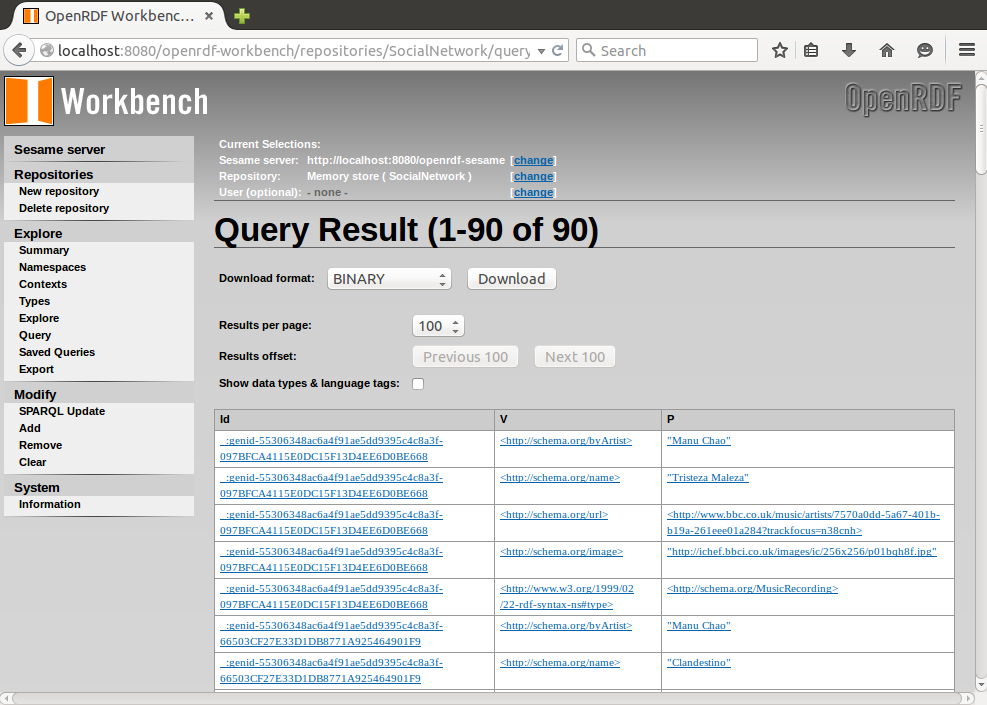 OpenRDF Workbenc...
localhost:8080/openrdf-workbench/repositories/SocialNetwork/query
Search
Workbench
OpenRDF
Sesame server
Repositories
New repository
Delete repository
Explore
Summary
Namespaces
Contexts
Types
Explore
Query
Saved Queries
Export
Modify
SPARQL Update
Add
Remove
Clear
System
Information
Current Selections:
Sesame server: http://localhost:8080/openrdf-sesame [change]
Repository: Memory store ( SocialNetwork ) [change]
User (optional): - none - [change]
Query Result (1-90 of 90)
Download format: BINARY Download
Results per page: 100
Results offset: Previous 100 Next 100
Show data types & language tags:
Id V P
_:genid-55306348ac6a4f91ae5dd9395c4c8a3f- <http://schema.org/byArtist> "Manu Chao"
097BFCA4115E0DC15F13D4EE6D0BE668
_:genid-55306348ac6a4f91ae5dd9395c4c8a3f- <http://schema.org/name> "Tristeza Maleza"
097BFCA4115E0DC15F13D4EE6D0BE668
_:genid-55306348ac6a4f91ae5dd9395c4c8a3f- <http://schema.org/url> <http://www.bbc.co.uk/music/artists/7570a0dd-5a67-401b-
097BFCA4115E0DC15F13D4EE6D0BE668 b19a-261eee01a284?trackfocus=n38cnh>
_:genid-55306348ac6a4f91ae5dd9395c4c8a3f- <http://schema.org/image> "http://ichef.bbci.co.uk/images/ic/256x256/p01bqh8f.jpg"
097BFCA4115E0DC15F13D4EE6D0BE668
_:genid-55306348ac6a4f91ae5dd9395c4c8a3f- <http://www.w3.org/1999/02 <http://schema.org/MusicRecording>
097BFCA4115E0DC15F13D4EE6D0BE668 /22-rdf-syntax-ns#type>
_:genid-55306348ac6a4f91ae5dd9395c4c8a3f- <http://schema.org/byArtist> "Manu Chao"
66503CF27E33D1DB8771A925464901F9
_:genid-55306348ac6a4f91ae5dd9395c4c8a3f- <http://schema.org/name> "Clandestino"
66503CF27E33D1DB8771A925464901F9